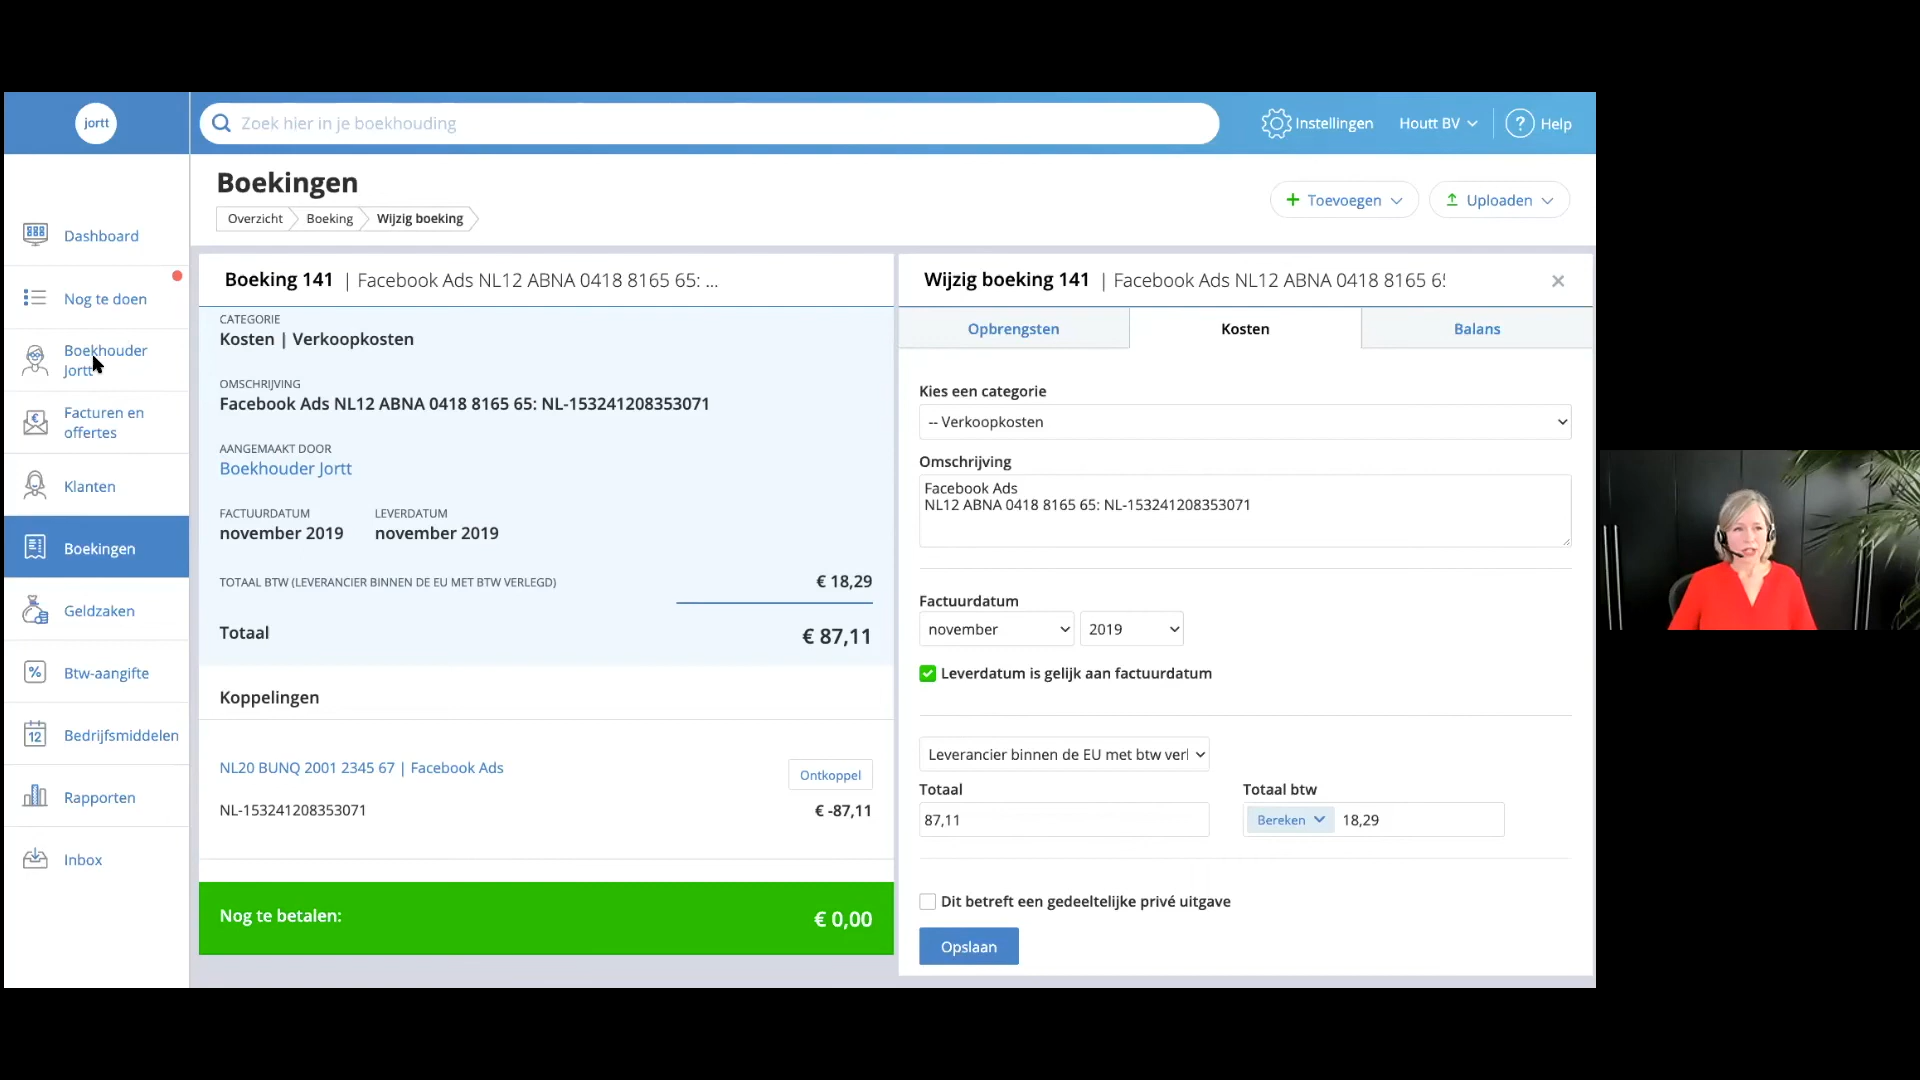 jortt
Zoek hier in je boekhouding
Instellingen
Houtt BV
? Help
Boekingen
Overzicht
Boeking
Wijzig boeking
+ Toevoegen
Uploaden
Dashboard
Nog te doen
Boekhouder
Jortt
Facturen en
offertes
Klanten
Boekingen
Geldzaken
% Btw-aangifte
12 Bedrijfsmiddelen
Rapporten
Inbox
Boeking 141 | Facebook Ads NL12 ABNA 0418 8165 65: ...
CATEGORIE
Kosten | Verkoopkosten
OMSCHRIJVING
Facebook Ads NL12 ABNA 0418 8165 65: NL-153241208353071
AANGEMAAKT DOOR
Boekhouder Jortt
FACTUURDATUM LEVERDATUM
november 2019 november 2019
TOTAAL BTW (LEVERANCIER BINNEN DE EU MET BTW VERLEGD) € 18,29
Totaal € 87,11
Koppelingen
NL20 BUNQ 2001 2345 67 | Facebook Ads
Ontkoppel
NL-153241208353071 € -87,11
Nog te betalen: € 0,00
Wijzig boeking 141 | Facebook Ads NL12 ABNA 0418 8165 65
Opbrengsten
Kosten
Balans
Kies een categorie
-- Verkoopkosten
Omschrijving
Facebook Ads
NL12 ABNA 0418 8165 65: NL-153241208353071
Factuurdatum
november 2019
Leverdatum is gelijk aan factuurdatum
Leverancier binnen de EU met btw verl
Totaal Totaal btw
87,11 Bereken 18,29
Dit betreft een gedeeltelijke privé uitgave
Opslaan